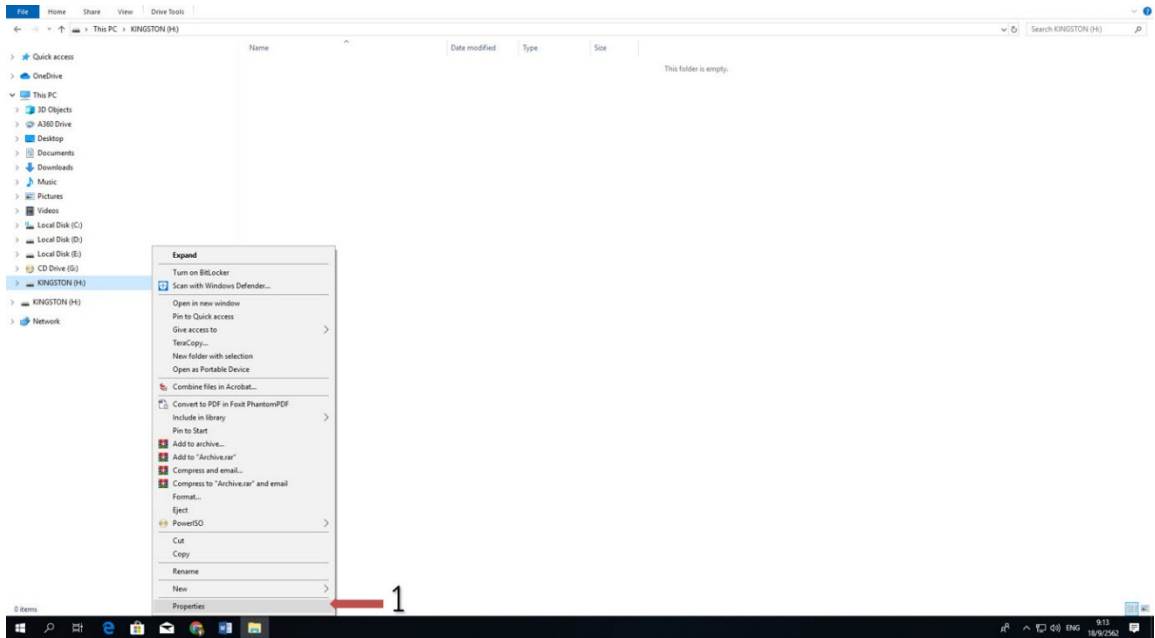 File Home Share View Drive Tools
This PC > KINGSTON (H:)
Search KINGSTON (H:)
Name Date modified Type Size
This folder is empty.
Quick access
OneDrive
This PC
3D Objects
A360 Drive
Desktop
Documents
Downloads
Music
Pictures
Videos
Local Disk (C:)
Local Disk (D:)
Local Disk (E:)
CD Drive (G:)
KINGSTON (H:)
KINGSTON (H:)
Network
Expand
Turn on BitLocker
Scan with Windows Defender...
Open in new window
Pin to Quick access
Give access to
TeraCopy...
New folder with selection
Open as Portable Device
Combine files in Acrobat...
Convert to PDF in Foxit PhantomPDF
Include in library
Pin to Start
Add to archive...
Add to "Archive.rar"
Compress and email...
Compress to "Archive.rar" and email
Format...
Eject
PowerISO
Cut
Copy
Rename
New
Properties
1
0 items
ENG
9:13
18/9/2562